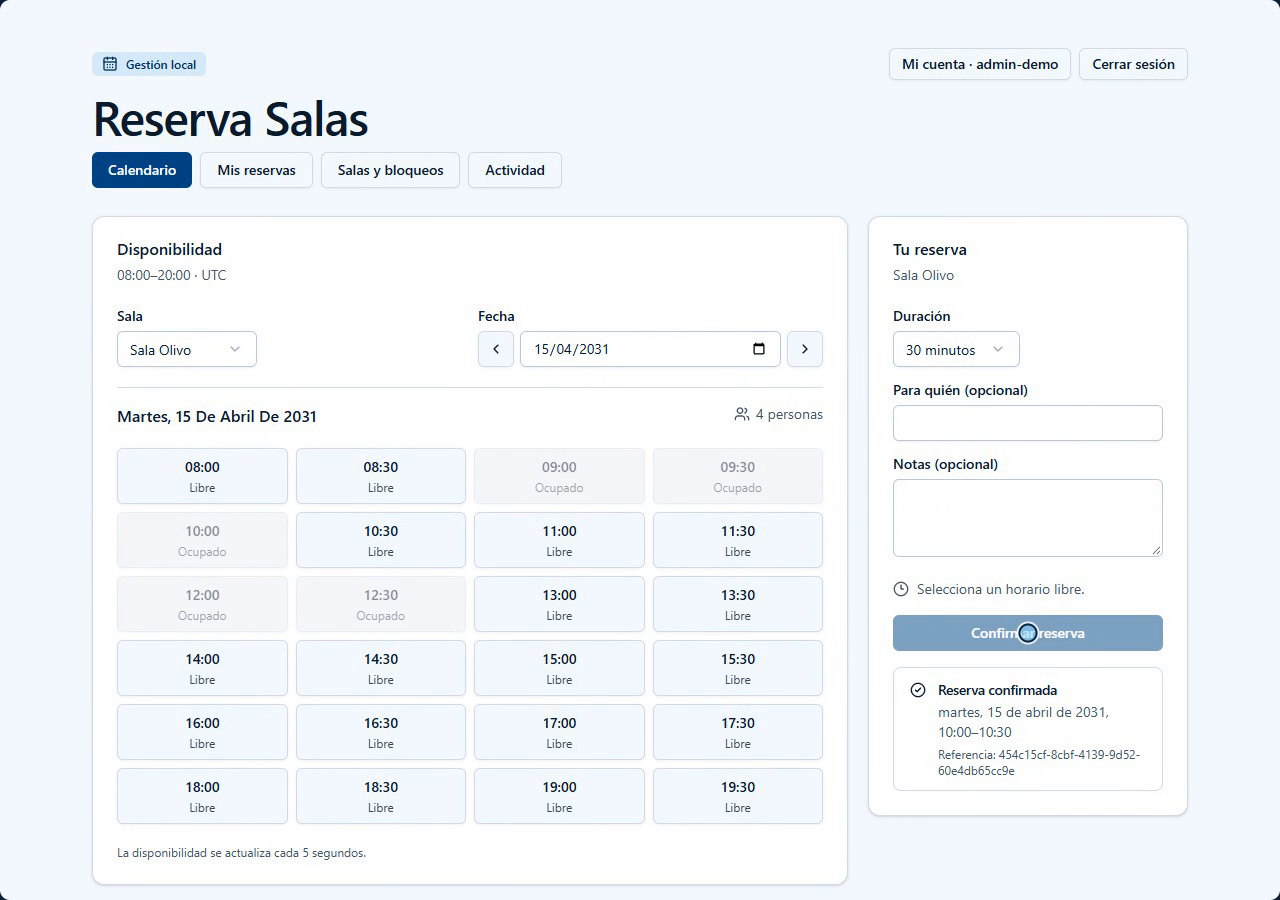 Gestión local
Mi cuenta · admin-demo
Cerrar sesión
Reserva Salas
Calendario
Mis reservas
Salas y bloqueos
Actividad
Disponibilidad
08:00–20:00 · UTC
Sala
Fecha
Sala Olivo
15/04/2031
Martes, 15 De Abril De 2031
4 personas
08:00
Libre
08:30
Libre
09:00
Ocupado
09:30
Ocupado
10:00
Ocupado
10:30
Libre
11:00
Libre
11:30
Libre
12:00
Ocupado
12:30
Ocupado
13:00
Libre
13:30
Libre
14:00
Libre
14:30
Libre
15:00
Libre
15:30
Libre
16:00
Libre
16:30
Libre
17:00
Libre
17:30
Libre
18:00
Libre
18:30
Libre
19:00
Libre
19:30
Libre
La disponibilidad se actualiza cada 5 segundos.
Tu reserva
Sala Olivo
Duración
30 minutos
Para quién (opcional)
Notas (opcional)
Selecciona un horario libre.
Confirmar reserva
Reserva confirmada
martes, 15 de abril de 2031,
10:00–10:30
Referencia: 454c15cf-8cbf-4139-9d52-
60e4db65cc9e